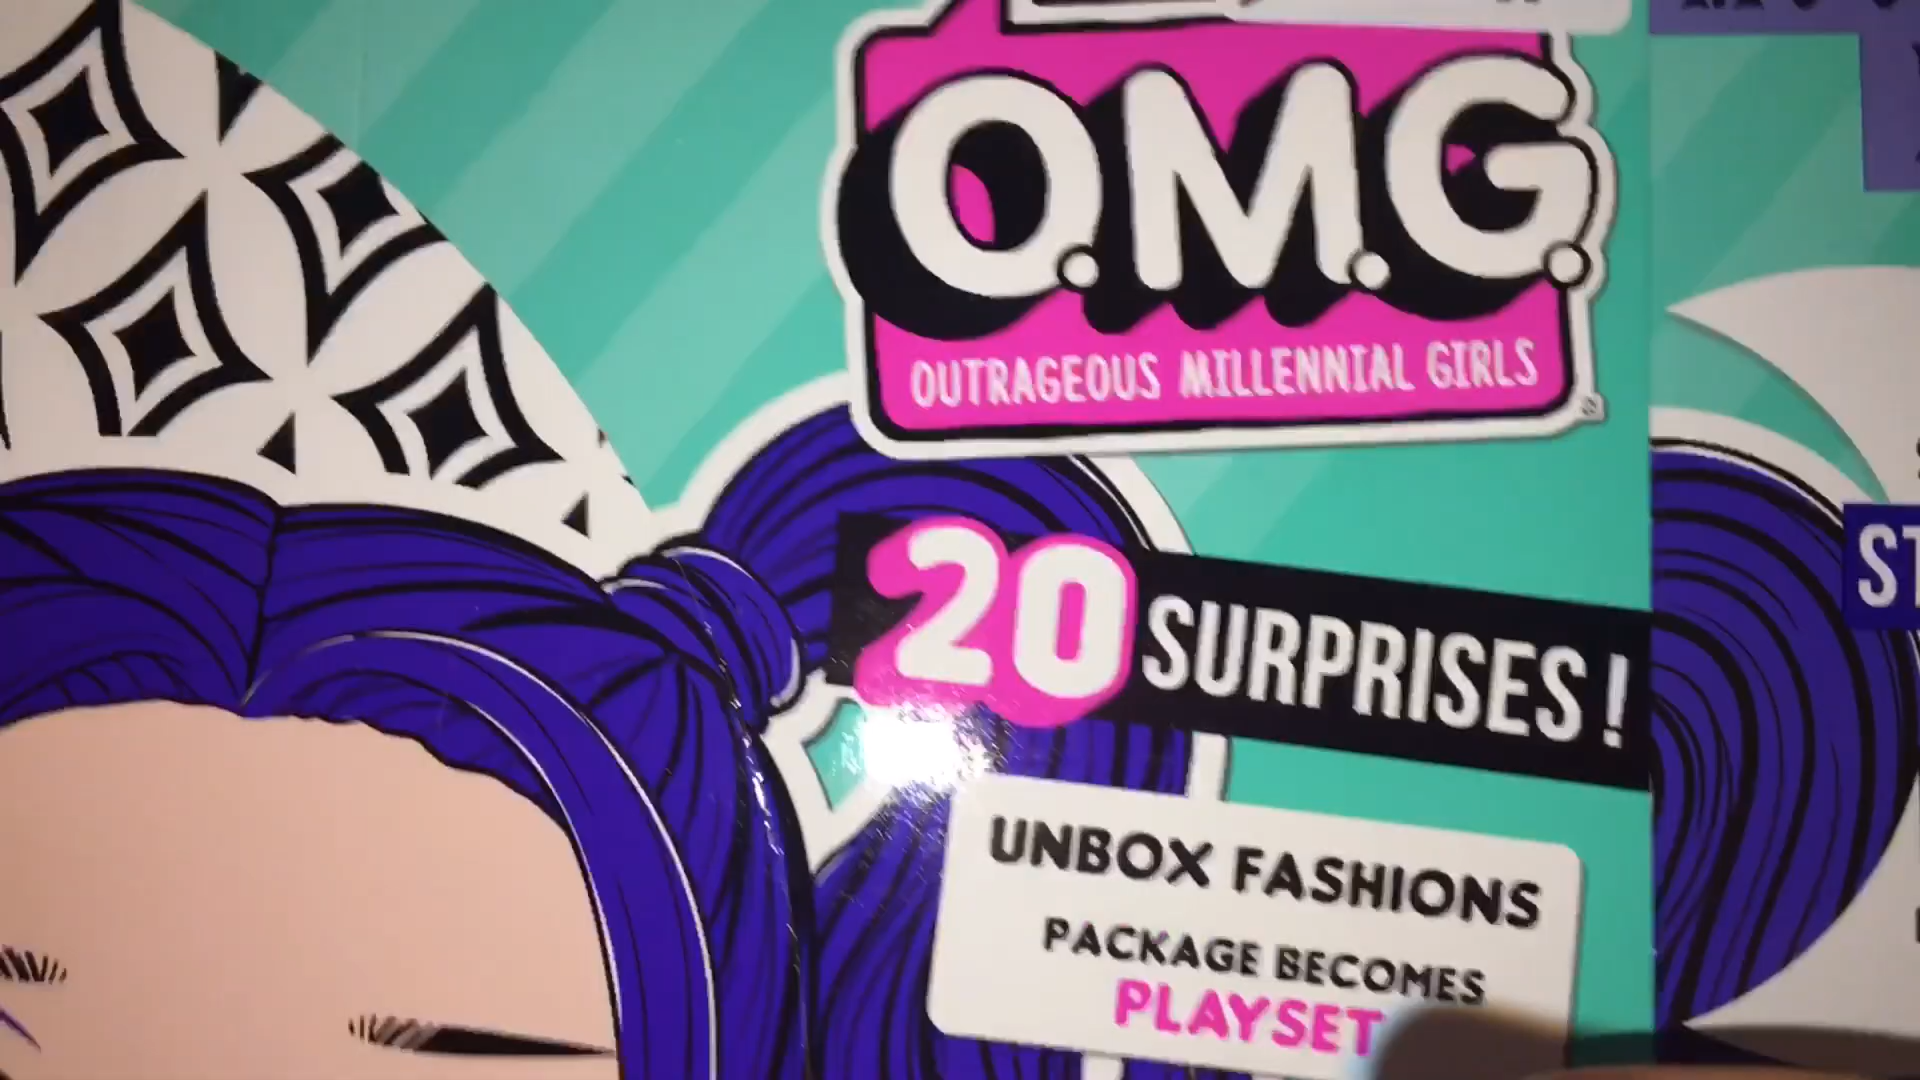 O.M.G.
OUTRAGEOUS MILLENNIAL GIRLS
20 SURPRISES!
UNBOX FASHIONS
PACKAGE BECOMES
PLAYSET